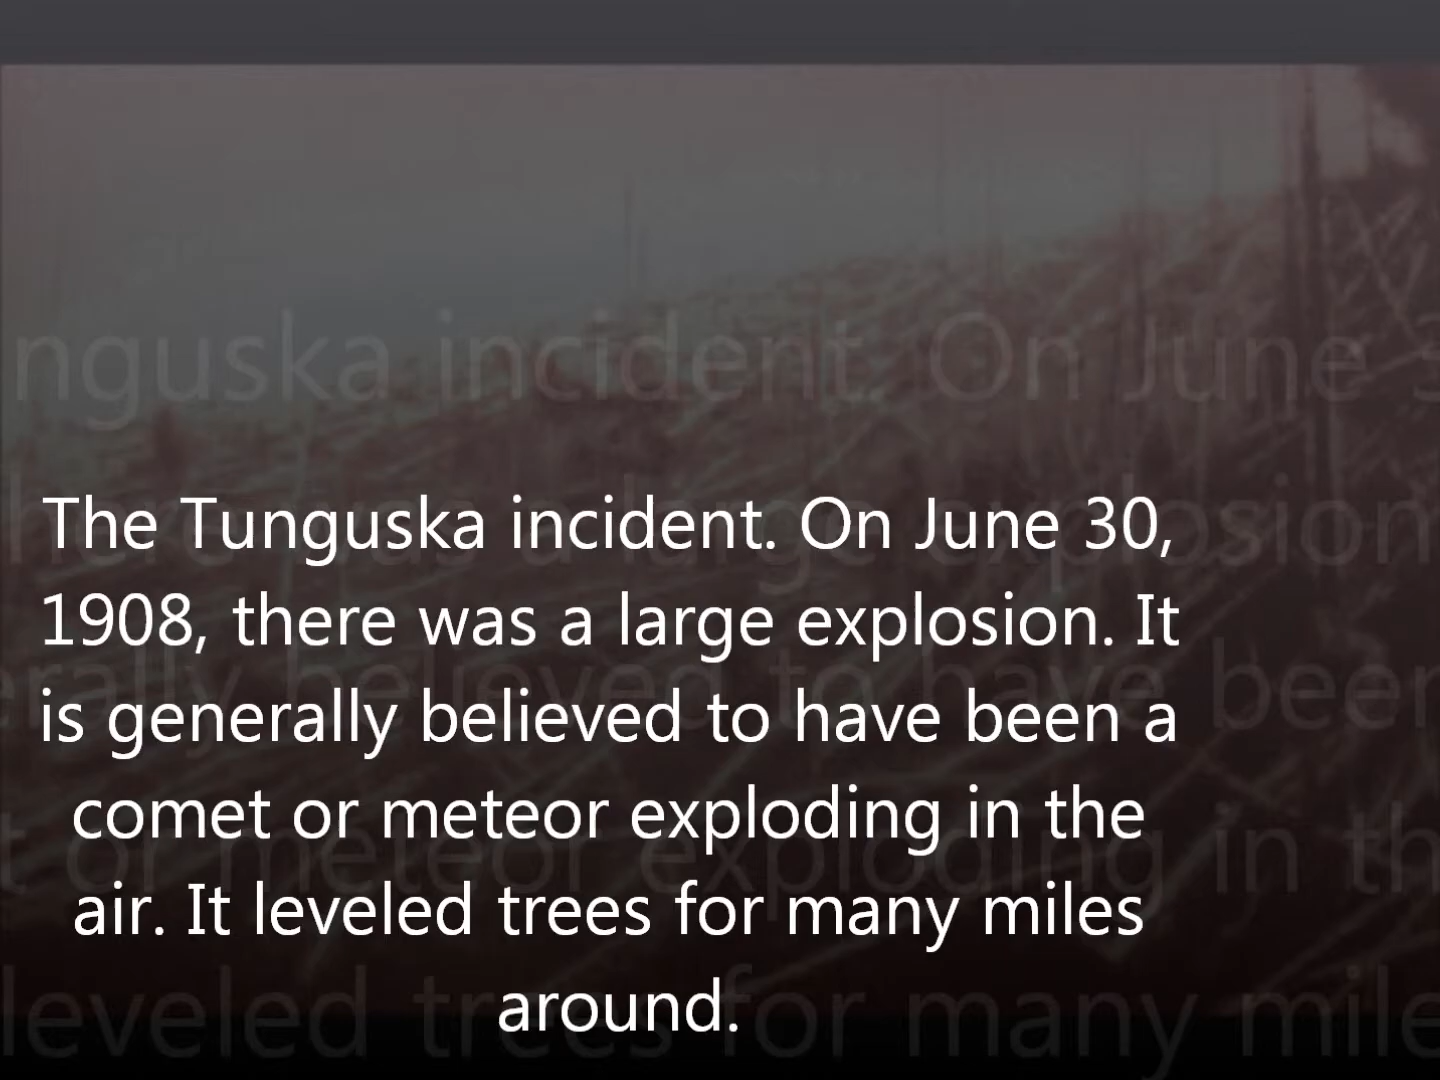 The Tunguska incident. On June 30,
1908, there was a large explosion. It
is generally believed to have been a
comet or meteor exploding in the
air. It leveled trees for many miles
around.